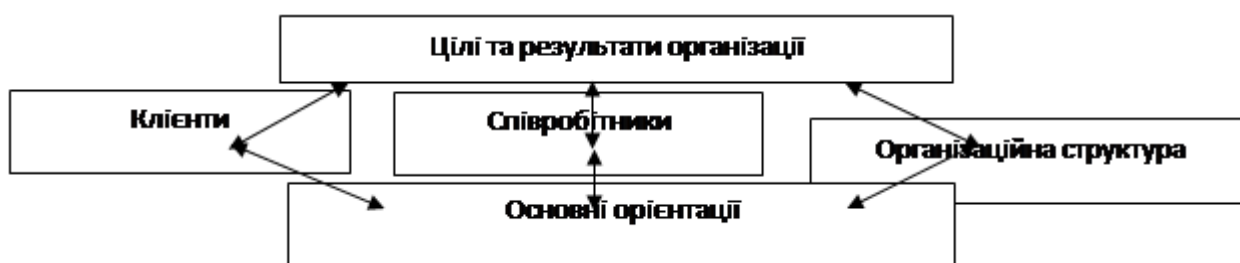 Цілі та результати організації
Клієнти
Співробітники
Організаційна структура
Основні орієнтації